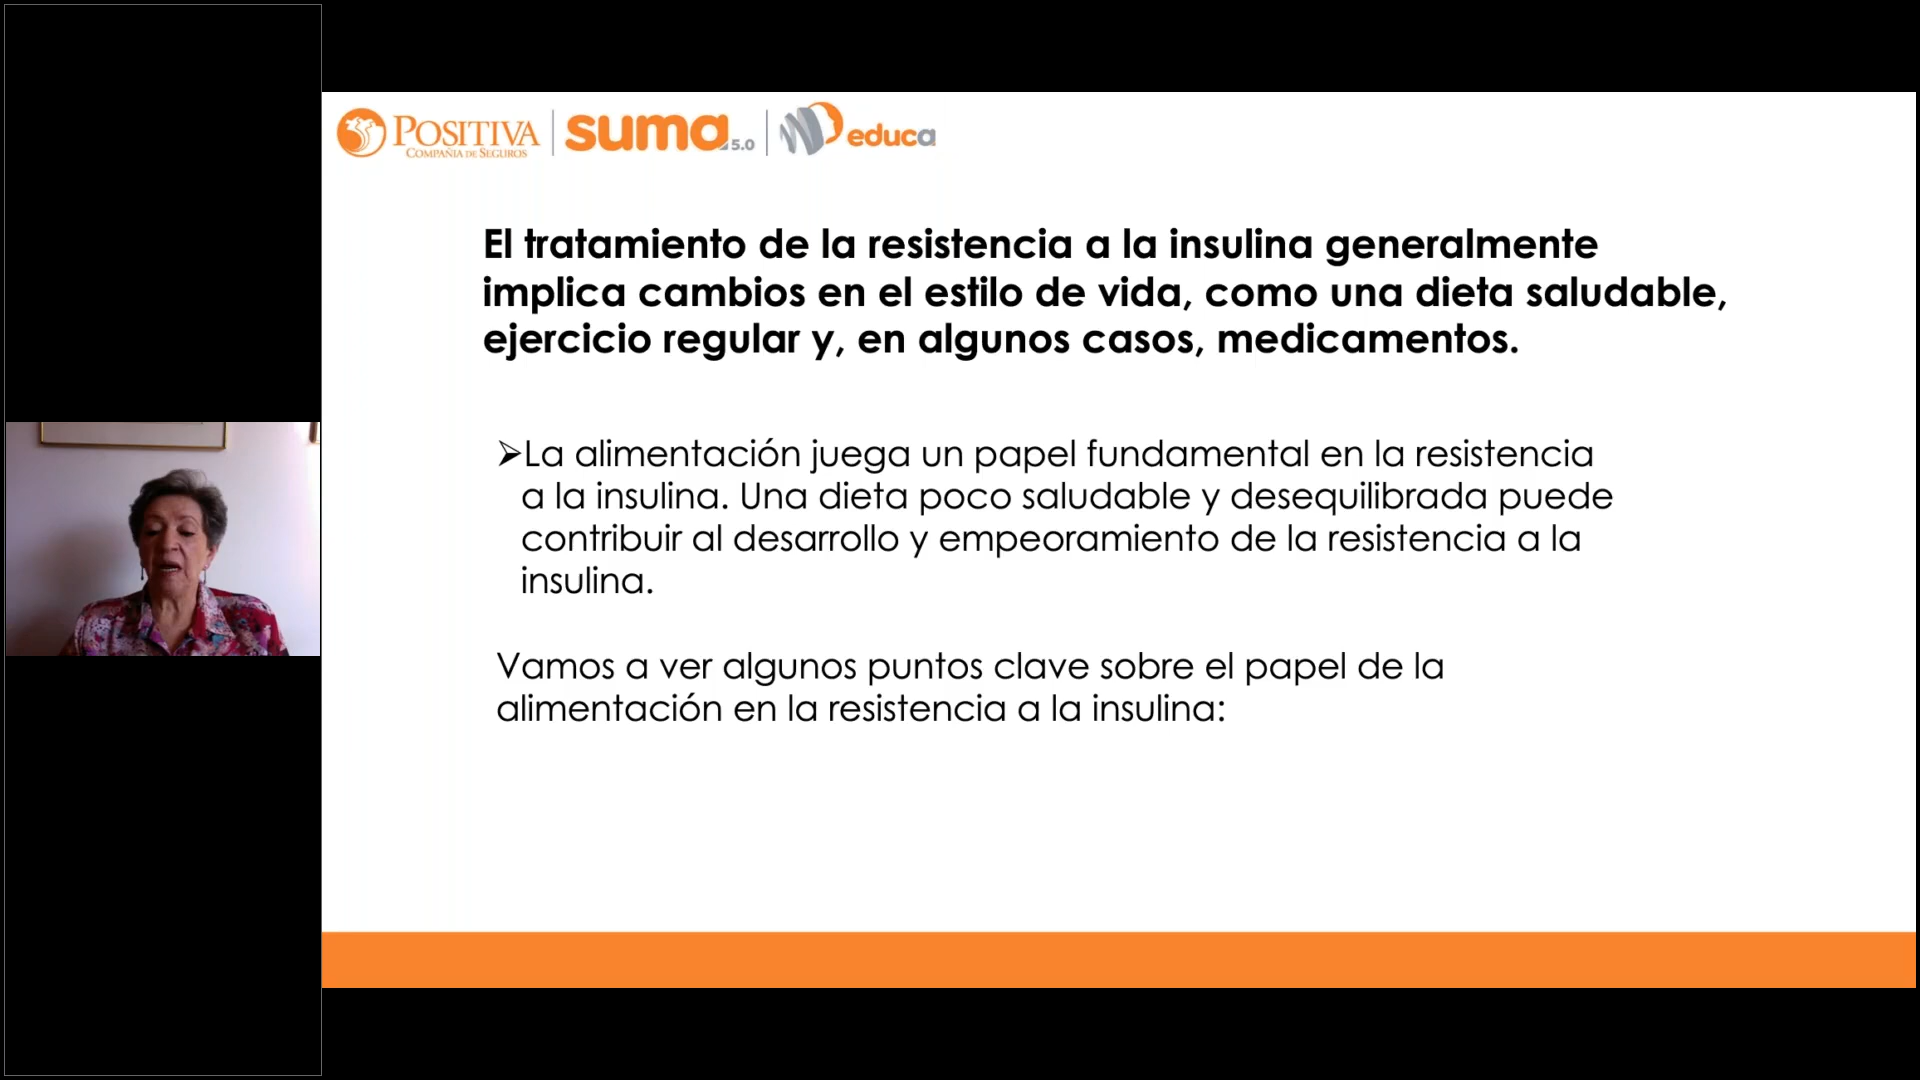 POSITIVA
COMPAÑIA DE SEGUROS
suma 5.0
educa
El tratamiento de la resistencia a la insulina generalmente
implica cambios en el estilo de vida, como una dieta saludable,
ejercicio regular y, en algunos casos, medicamentos.
➢La alimentación juega un papel fundamental en la resistencia
a la insulina. Una dieta poco saludable y desequilibrada puede
contribuir al desarrollo y empeoramiento de la resistencia a la
insulina.
Vamos a ver algunos puntos clave sobre el papel de la
alimentación en la resistencia a la insulina: